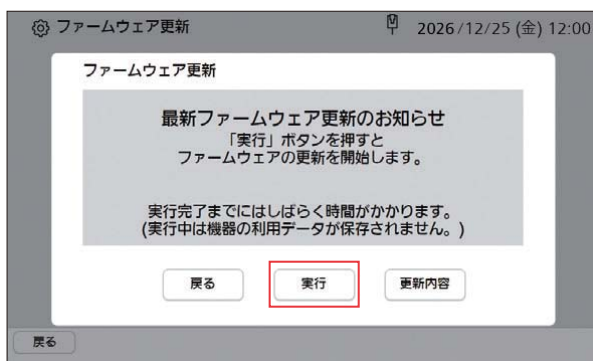 ファームウェア更新
2026/12/25 (金) 12:00
ファームウェア更新
最新ファームウェア更新のお知らせ
「実行」ボタンを押すと
ファームウェアの更新を開始します。
実行完了までにはしばらく時間がかかります。
(実行中は機器の利用データが保存されません。)
戻る
実行
更新内容
戻る